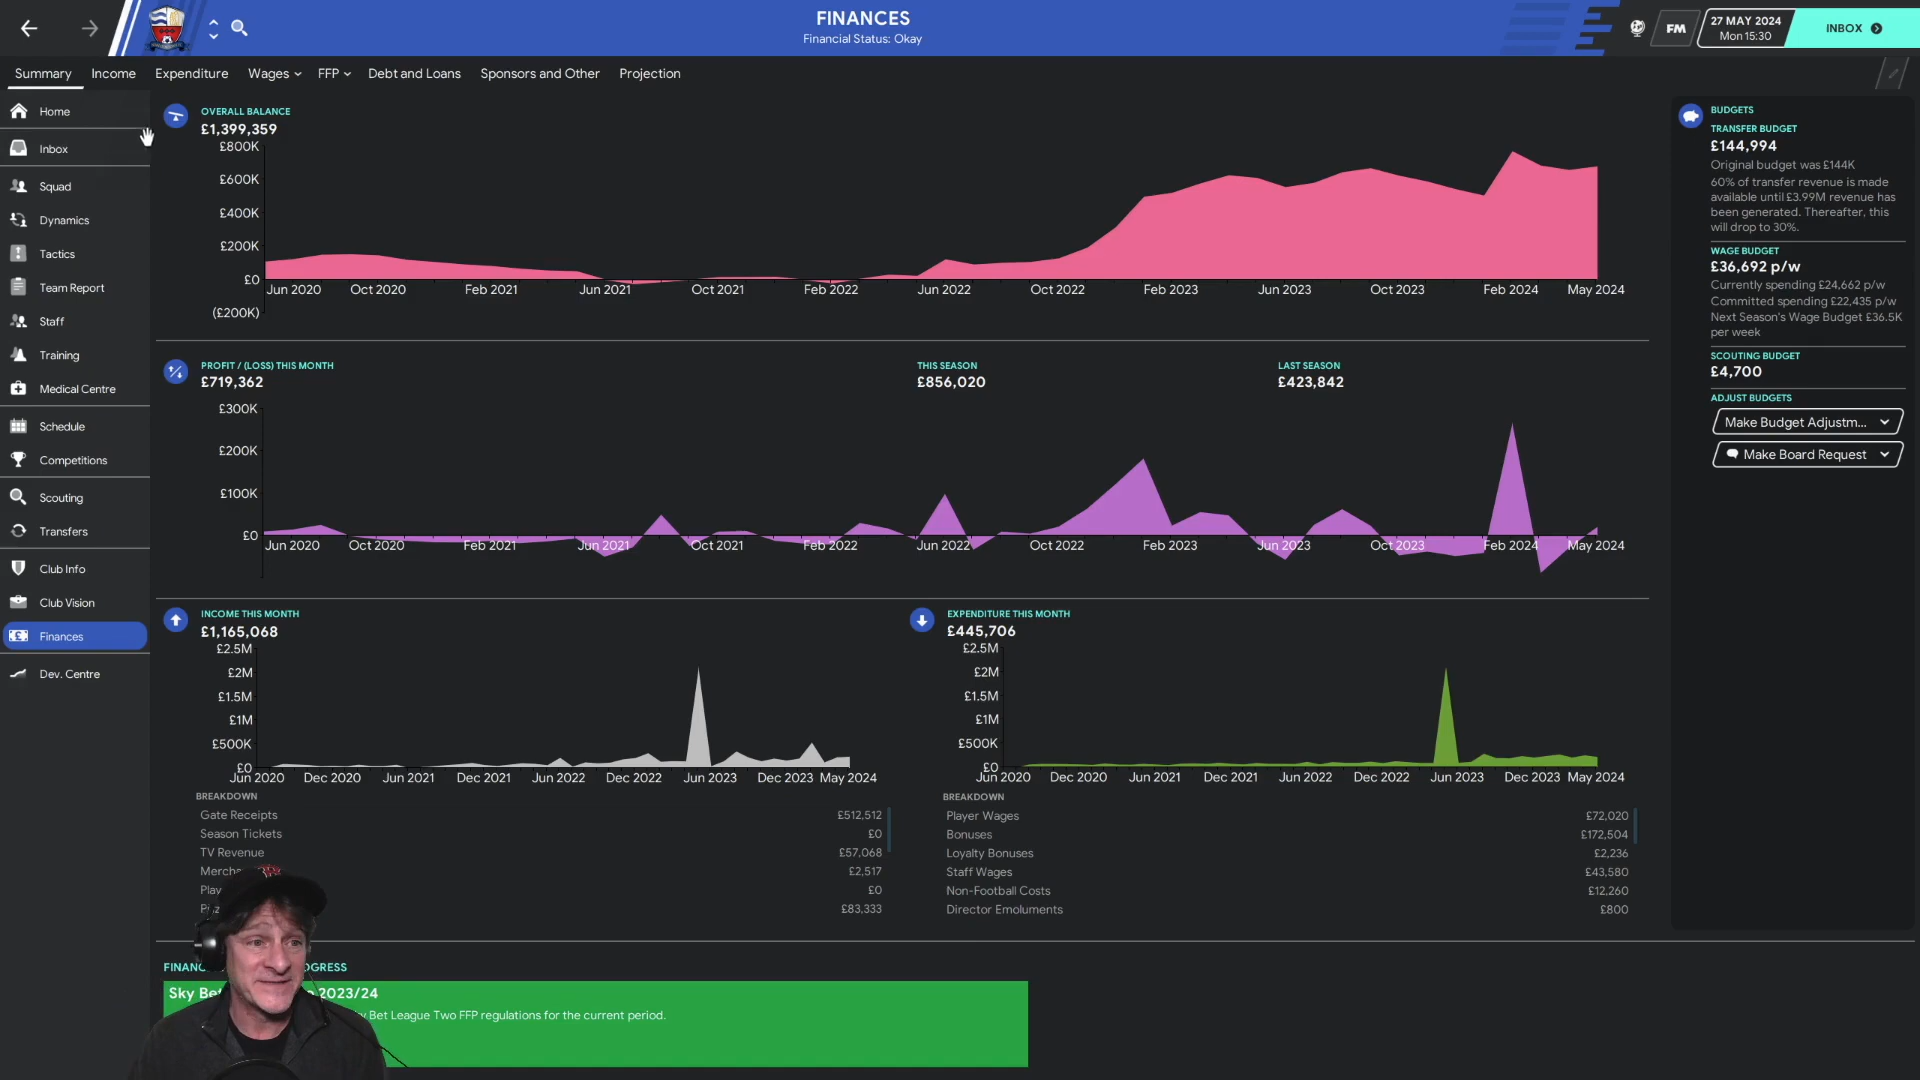 FINANCES
Financial Status: Okay
FM
27 MAY 2024
Mon 15:30
INBOX
Summary
Income
Expenditure
Wages
FFP
Debt and Loans
Sponsors and Other
Projection
Home
Inbox
Squad
Dynamics
Tactics
Team Report
Staff
Training
Medical Centre
Schedule
Competitions
Scouting
Transfers
Club Info
Club Vision
Finances
Dev. Centre
OVERALL BALANCE
£1,399,359
£800K
£600K
£400K
£200K
£0
(£200K)
Jun 2020 Oct 2020 Feb 2021 Jun 2021 Oct 2021 Feb 2022 Jun 2022 Oct 2022 Feb 2023 Jun 2023 Oct 2023 Feb 2024 May 2024
PROFIT / (LOSS) THIS MONTH
£719,362
THIS SEASON
£856,020
LAST SEASON
£423,842
£300K
£200K
£100K
£0
Jun 2020 Oct 2020 Feb 2021 Jun 2021 Oct 2021 Feb 2022 Jun 2022 Oct 2022 Feb 2023 Jun 2023 Oct 2023 Feb 2024 May 2024
INCOME THIS MONTH
£1,165,068
£2.5M
£2M
£1.5M
£1M
£500K
£0
Jun 2020 Dec 2020 Jun 2021 Dec 2021 Jun 2022 Dec 2022 Jun 2023 Dec 2023 May 2024
BREAKDOWN
Gate Receipts £512,512
Season Tickets £0
TV Revenue £57,068
Mercha £2,517
Play £0
£83,333
EXPENDITURE THIS MONTH
£445,706
£2.5M
£2M
£1.5M
£1M
£500K
£0
Jun 2020 Dec 2020 Jun 2021 Dec 2021 Jun 2022 Dec 2022 Jun 2023 Dec 2023 May 2024
BREAKDOWN
Player Wages £72,020
Bonuses £172,504
Loyalty Bonuses £2,236
Staff Wages £43,580
Non-Football Costs £12,260
Director Emoluments £800
BUDGETS
TRANSFER BUDGET
£144,994
Original budget was £144K
60% of transfer revenue is made
available until £3.99M revenue has
been generated. Thereafter, this
will drop to 30%.
WAGE BUDGET
£36,692 p/w
Currently spending £24,662 p/w
Committed spending £22,435 p/w
Next Season's Wage Budget £36.5K
per week
SCOUTING BUDGET
£4,700
ADJUST BUDGETS
Make Budget Adjustm...
Make Board Request
FINANC OGRESS
Sky Be 2023/24
Bet League Two FFP regulations for the current period.